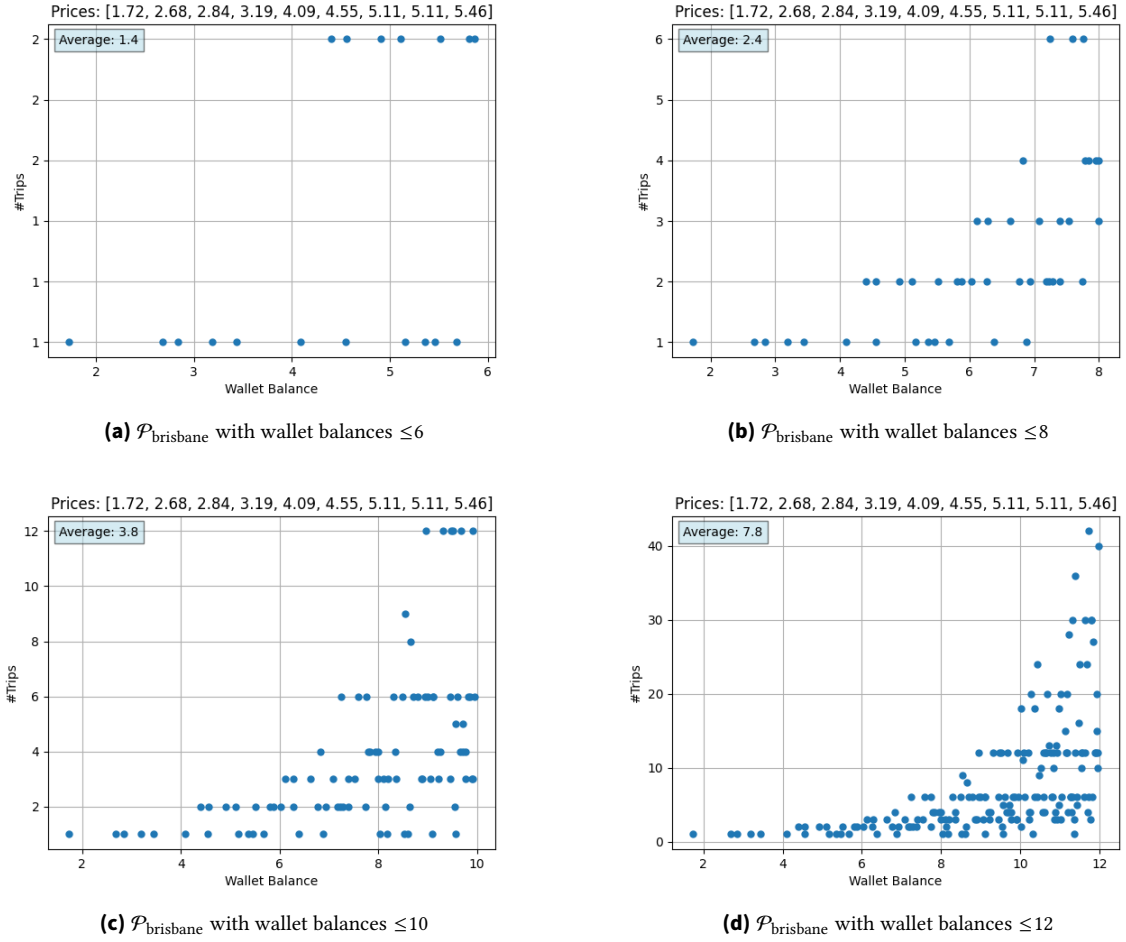 Prices: [1.72, 2.68, 2.84, 3.19, 4.09, 4.55, 5.11, 5.11, 5.46]
Average: 1.4
2
2
2
1
1
1
#Trips
2
3
4
5
6
Wallet Balance
(a) 𝒫brisbane with wallet balances ≤6
Prices: [1.72, 2.68, 2.84, 3.19, 4.09, 4.55, 5.11, 5.11, 5.46]
Average: 2.4
6
5
4
3
2
1
#Trips
2
3
4
5
6
7
8
Wallet Balance
(b) 𝒫brisbane with wallet balances ≤8
Prices: [1.72, 2.68, 2.84, 3.19, 4.09, 4.55, 5.11, 5.11, 5.46]
Average: 3.8
12
10
8
6
4
2
#Trips
2
4
6
8
10
Wallet Balance
(c) 𝒫brisbane with wallet balances ≤10
Prices: [1.72, 2.68, 2.84, 3.19, 4.09, 4.55, 5.11, 5.11, 5.46]
Average: 7.8
40
30
20
10
0
#Trips
2
4
6
8
10
12
Wallet Balance
(d) 𝒫brisbane with wallet balances ≤12